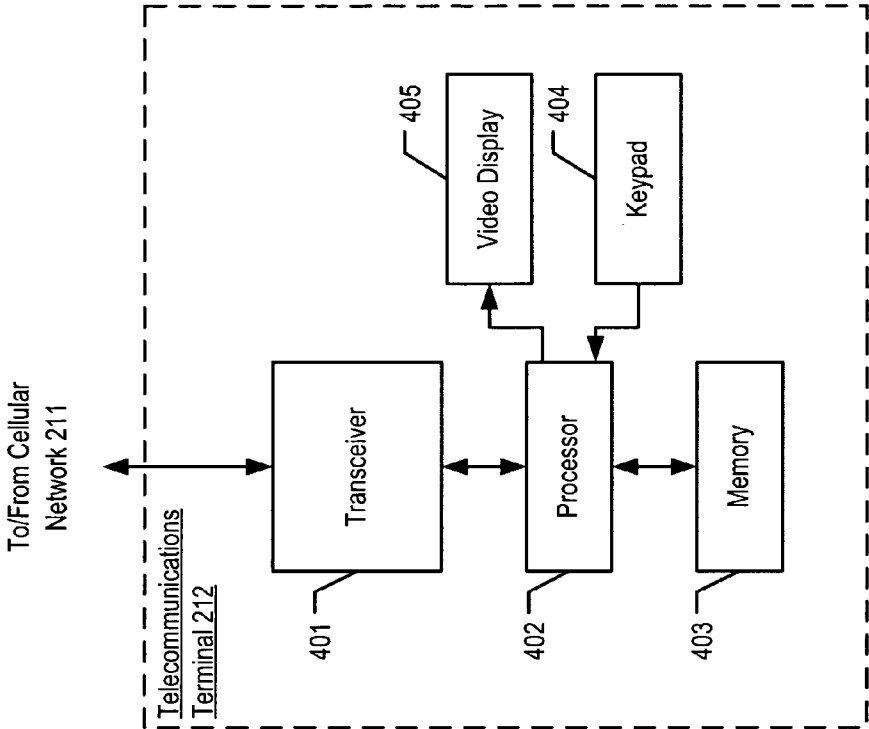 To/From Cellular
Network 211
Telecommunications
Terminal 212
Transceiver
401
Processor
402
Memory
403
Video Display
405
Keypad
404